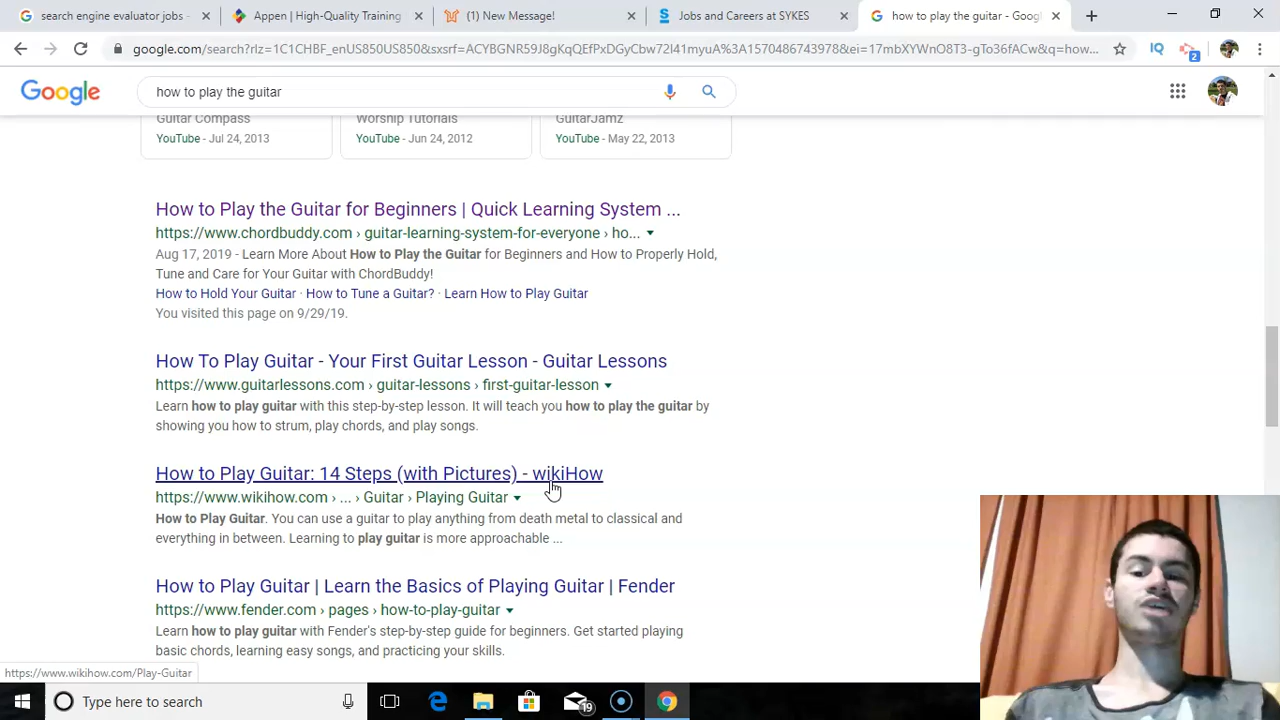 search engine evaluator jobs -
Appen | High-Quality Training
(1) New Message!
Jobs and Careers at SYKES
how to play the guitar - Goog
google.com/search?rlz=1C1CHBF_enUS850US850&sxsrf=ACYBGNR59J8gKqQEfPxDGyCbw72I41myuA%3A1570486743978&ei=17mbXYWnO8T3-gTo36fACw&q=how...
2
Google
how to play the guitar
Guitar Compass
Worship Tutorials
GuitarJamz
YouTube - Jul 24, 2013
YouTube - Jun 24, 2012
YouTube - May 22, 2013
How to Play the Guitar for Beginners | Quick Learning System ...
https://www.chordbuddy.com › guitar-learning-system-for-everyone › ho...
Aug 17, 2019 - Learn More About How to Play the Guitar for Beginners and How to Properly Hold,
Tune and Care for Your Guitar with ChordBuddy!
How to Hold Your Guitar · How to Tune a Guitar? · Learn How to Play Guitar
You visited this page on 9/29/19.
How To Play Guitar - Your First Guitar Lesson - Guitar Lessons
https://www.guitarlessons.com › guitar-lessons › first-guitar-lesson
Learn how to play guitar with this step-by-step lesson. It will teach you how to play the guitar by
showing you how to strum, play chords, and play songs.
How to Play Guitar: 14 Steps (with Pictures) - wikiHow
https://www.wikihow.com › ... › Guitar › Playing Guitar
How to Play Guitar. You can use a guitar to play anything from death metal to classical and
everything in between. Learning to play guitar is more approachable ...
How to Play Guitar | Learn the Basics of Playing Guitar | Fender
https://www.fender.com › pages › how-to-play-guitar
Learn how to play guitar with Fender's step-by-step guide for beginners. Get started playing
basic chords, learning easy songs, and practicing your skills.
https://www.wikihow.com/Play-Guitar
Type here to search
19